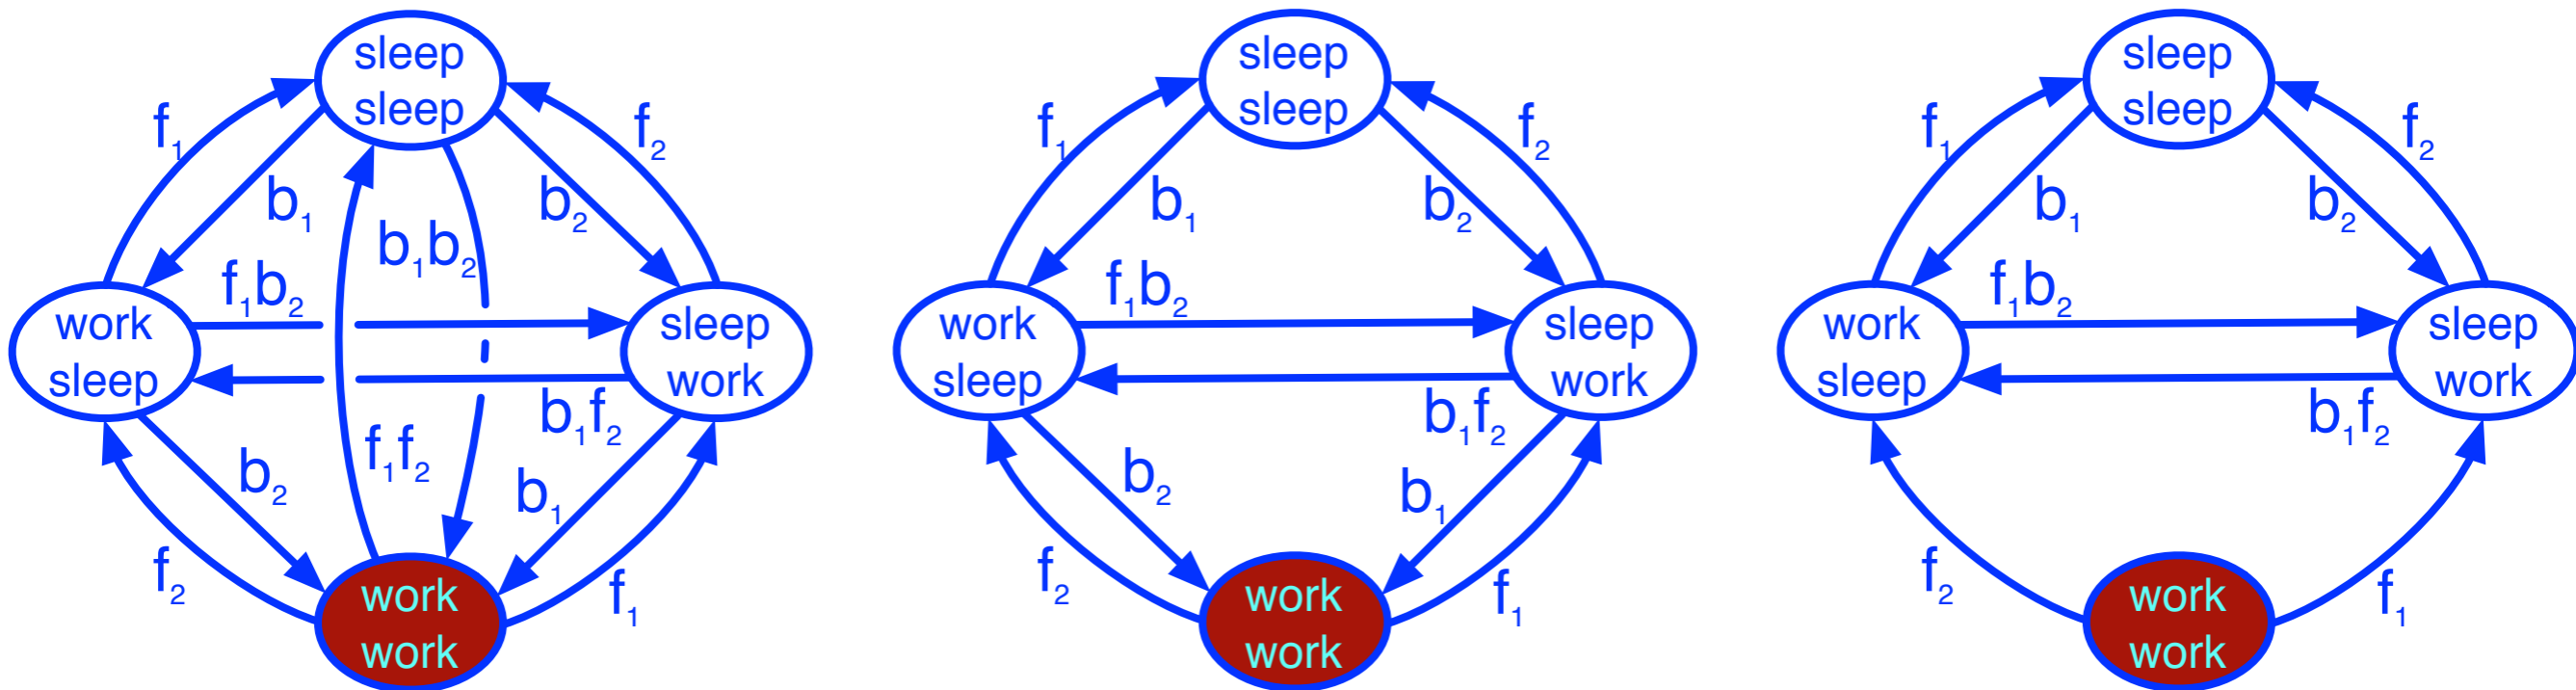 sleep
sleep
f₁
f₂
b₁
b₂
b₁b₂
f₁b₂
work
sleep
sleep
work
b₁f₂
f₁f₂
b₂
b₁
f₂
f₁
work
work
sleep
sleep
f₁
f₂
b₁
b₂
f₁b₂
work
sleep
sleep
work
b₁f₂
b₂
b₁
f₂
f₁
work
work
sleep
sleep
f₁
f₂
b₁
b₂
f₁b₂
work
sleep
sleep
work
b₁f₂
f₂
f₁
work
work